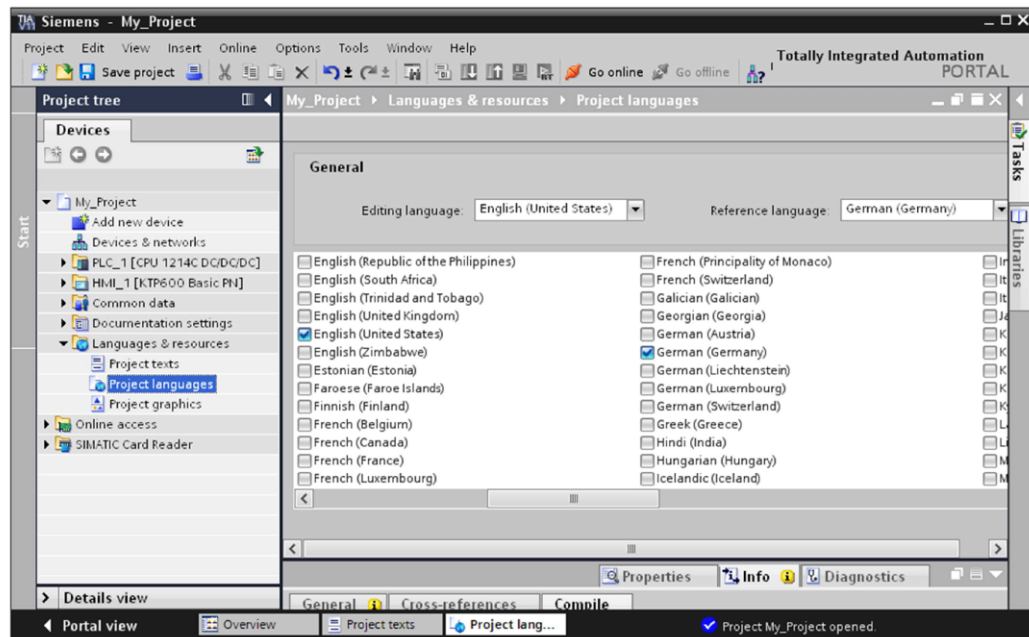 Siemens - My_Project
Project Edit View Insert Online Options Tools Window Help
Totally Integrated Automation
PORTAL
Save project
Go online
Go offline
Project tree
My_Project
Languages & resources
Project languages
Devices
Start
Tasks
Libraries
General
Editing language: English (United States)
Reference language: German (Germany)
My_Project
Add new device
Devices & networks
PLC_1 [CPU 1214C DC/DC/DC]
HMI_1 [KTP600 Basic PN]
Common data
Documentation settings
Languages & resources
Project texts
Project languages
Project graphics
Online access
SIMATIC Card Reader
English (Republic of the Philippines)
English (South Africa)
English (Trinidad and Tobago)
English (United Kingdom)
English (United States)
English (Zimbabwe)
Estonian (Estonia)
Faroese (Faroe Islands)
Finnish (Finland)
French (Belgium)
French (Canada)
French (France)
French (Luxembourg)
French (Principality of Monaco)
French (Switzerland)
Galician (Galician)
Georgian (Georgia)
German (Austria)
German (Germany)
German (Liechtenstein)
German (Luxembourg)
German (Switzerland)
Greek (Greece)
Hindi (India)
Hungarian (Hungary)
Icelandic (Iceland)
Properties
Info
Diagnostics
Details view
General
Cross-references
Compile
Portal view
Overview
Project texts
Project lang...
Project My_Project opened.